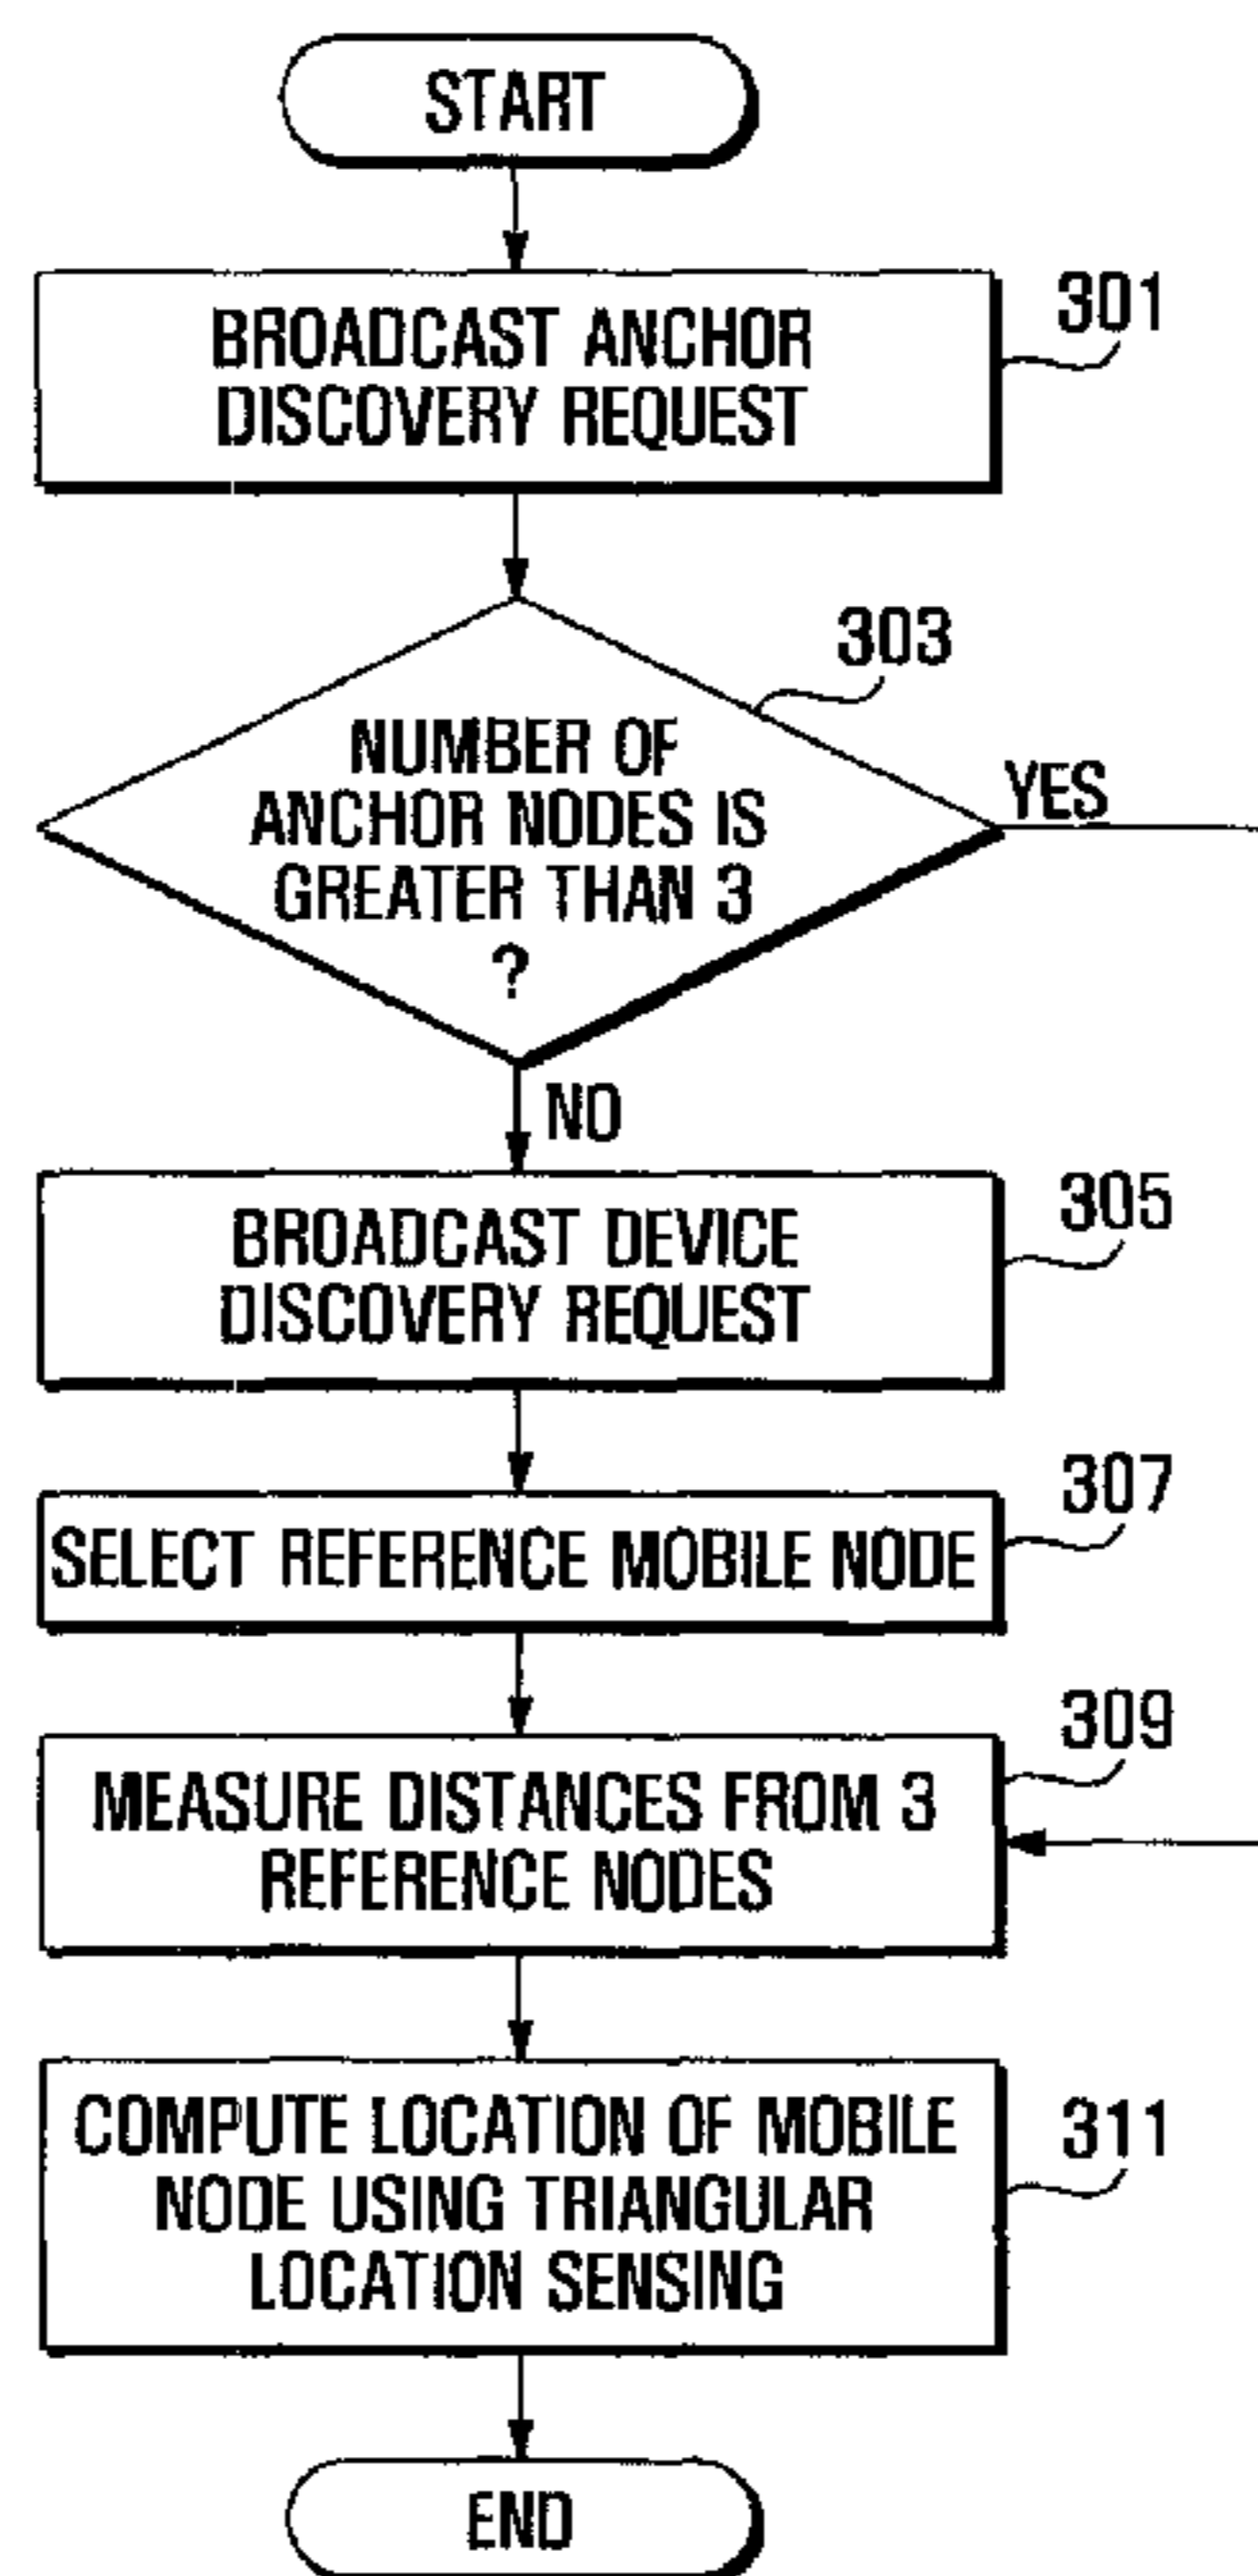 START
BROADCAST ANCHOR
DISCOVERY REQUEST
301
303
NUMBER OF
ANCHOR NODES IS
GREATER THAN 3
?
YES
NO
BROADCAST DEVICE
DISCOVERY REQUEST
305
SELECT REFERENCE MOBILE NODE
307
MEASURE DISTANCES FROM 3
REFERENCE NODES
309
COMPUTE LOCATION OF MOBILE
NODE USING TRIANGULAR
LOCATION SENSING
311
END